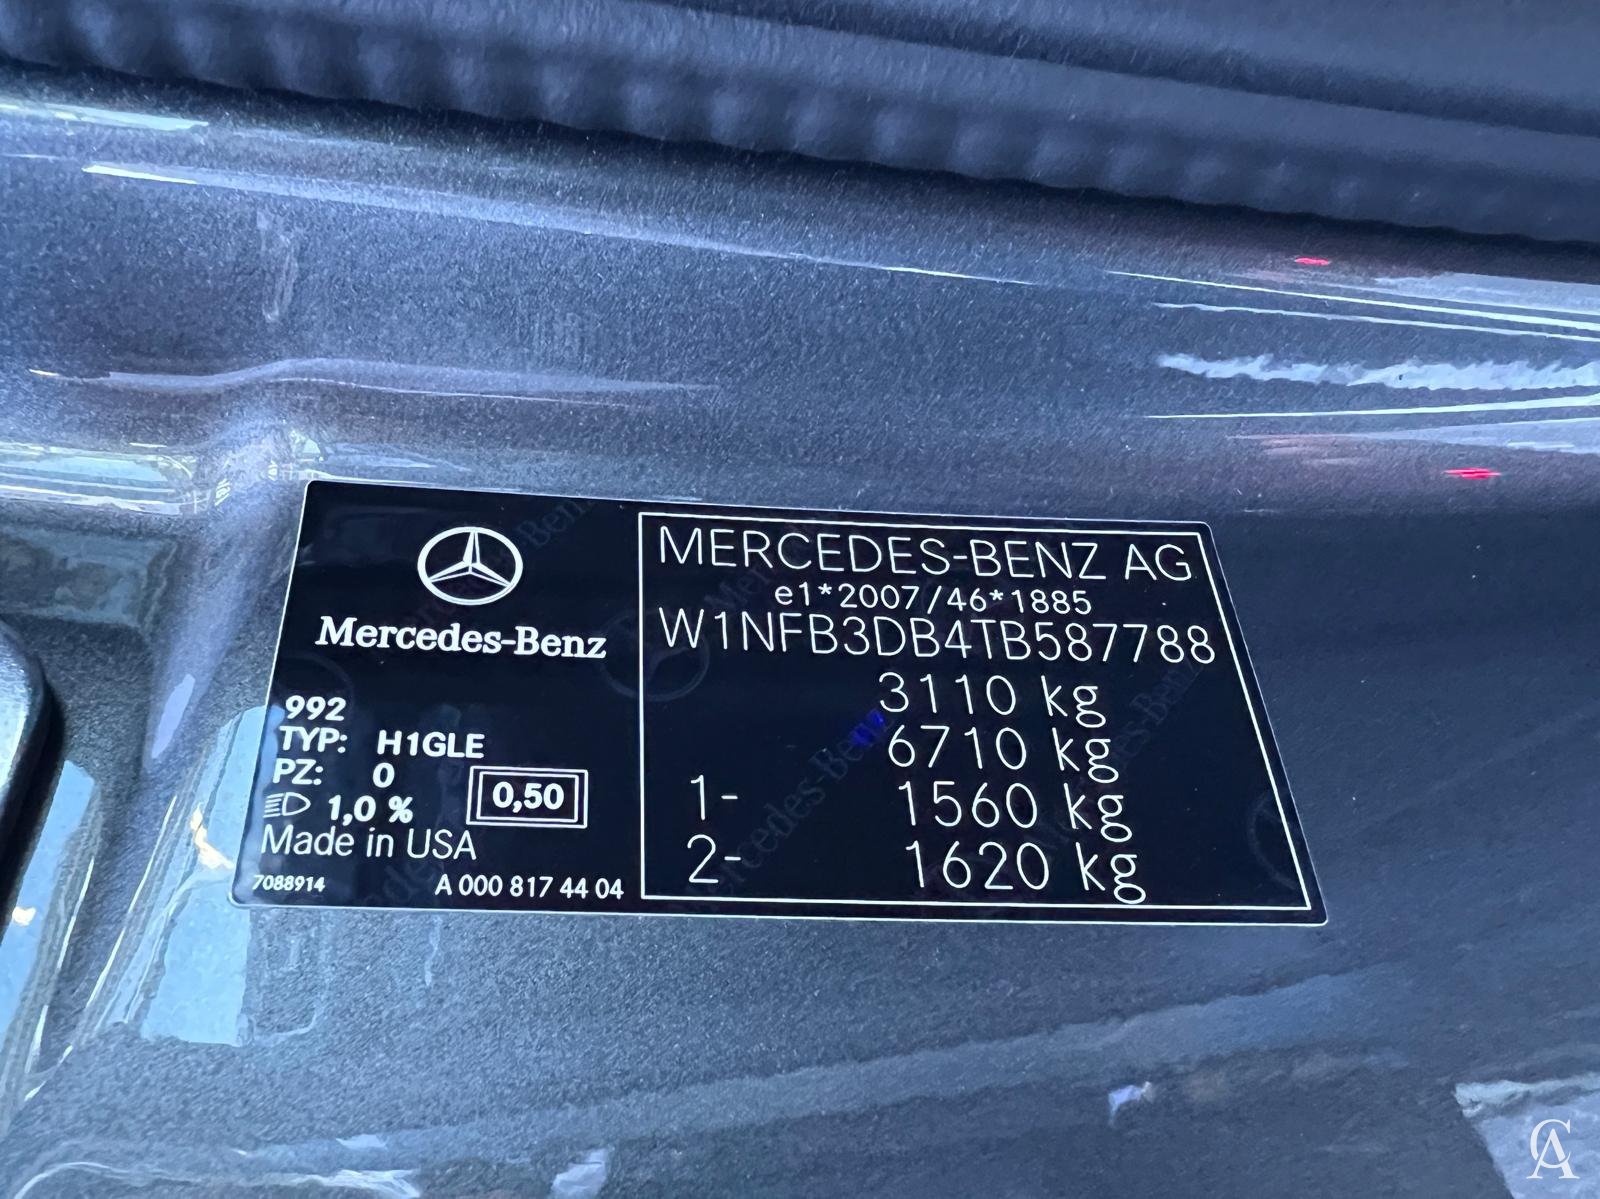 Mercedes-Benz
992
TYP: H1GLE
PZ: 0
1,0 %
0,50
Made in USA
7088914
A 000 817 44 04
MERCEDES-BENZ AG
e1*2007/46*1885
W1NFB3DB4TB587788
3110 kg
6710 kg
1- 1560 kg
2- 1620 kg
CA